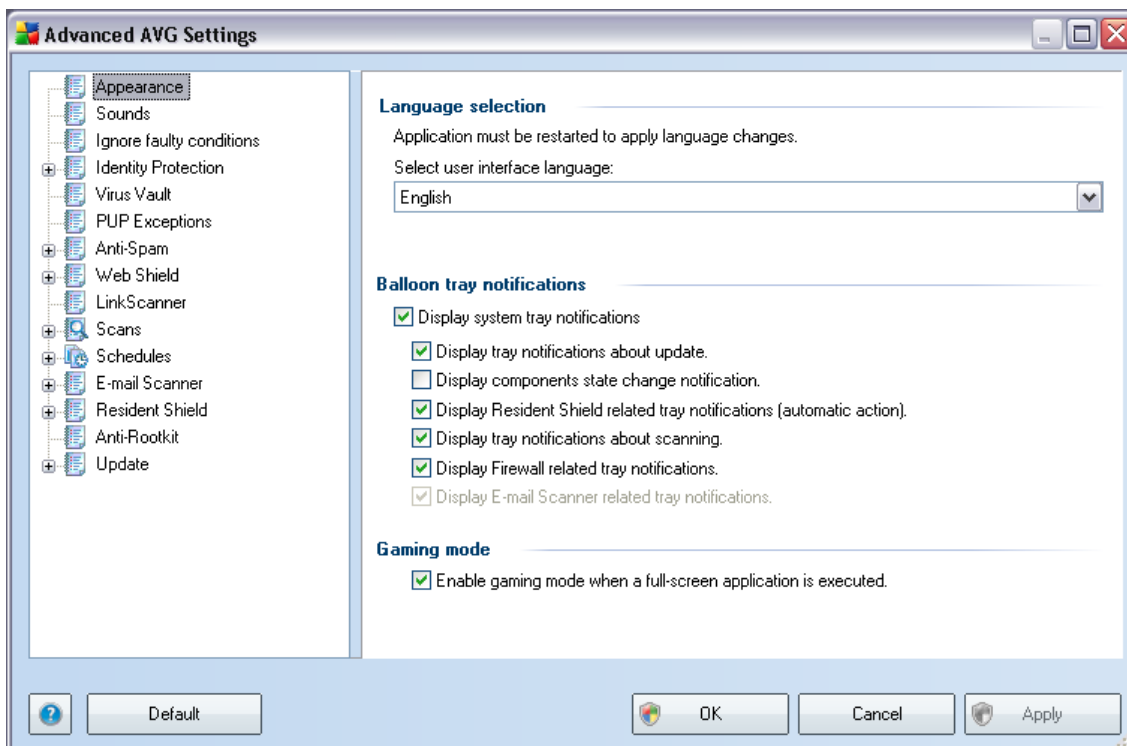 Advanced AVG Settings
Appearance
Sounds
Ignore faulty conditions
Identity Protection
Virus Vault
PUP Exceptions
Anti-Spam
Web Shield
LinkScanner
Scans
Schedules
E-mail Scanner
Resident Shield
Anti-Rootkit
Update
Language selection
Application must be restarted to apply language changes.
Select user interface language:
English
Balloon tray notifications
Display system tray notifications
Display tray notifications about update.
Display components state change notification.
Display Resident Shield related tray notifications (automatic action).
Display tray notifications about scanning.
Display Firewall related tray notifications.
Display E-mail Scanner related tray notifications.
Gaming mode
Enable gaming mode when a full-screen application is executed.
Default
OK
Cancel
Apply